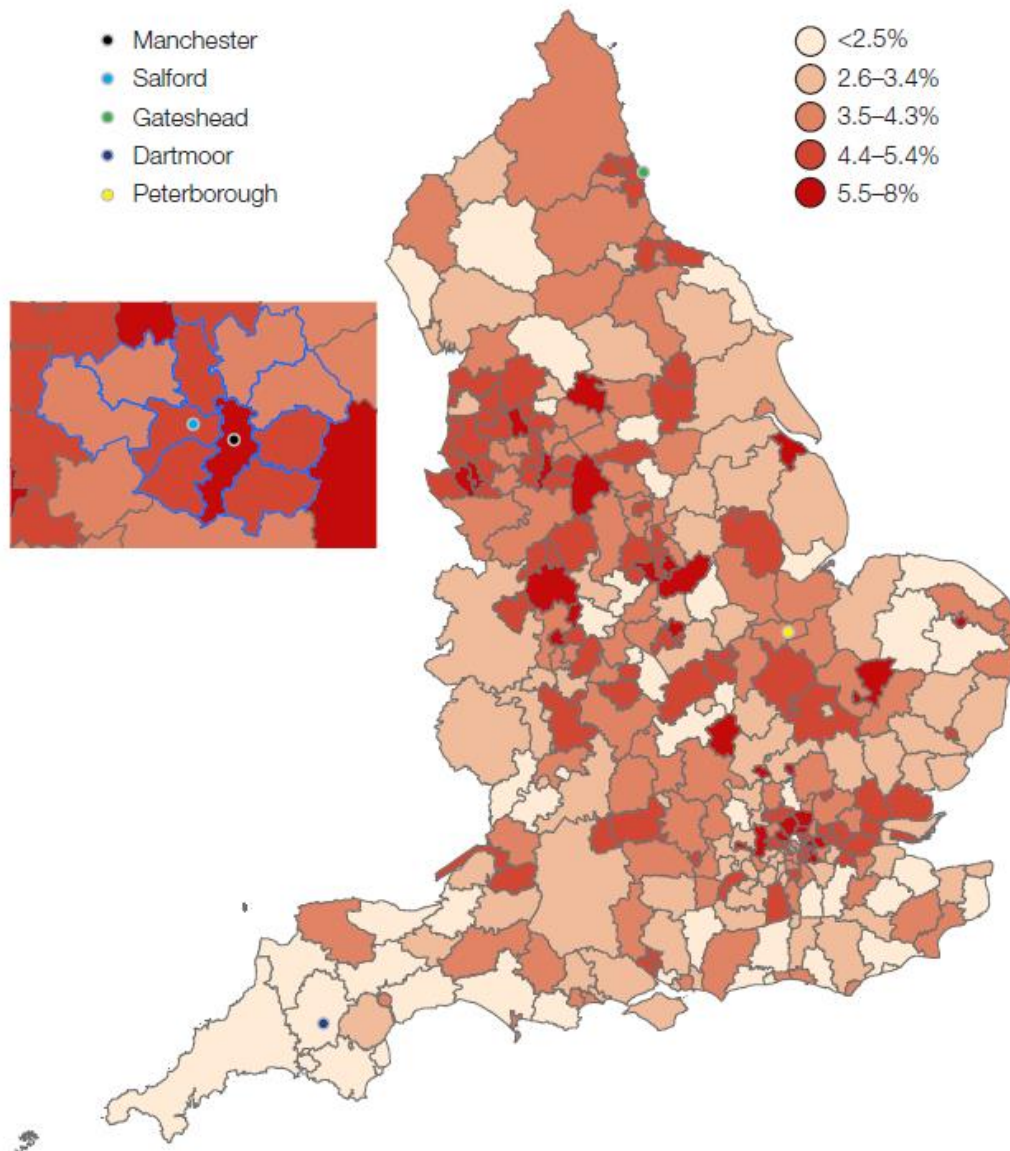 Manchester
Salford
Gateshead
Dartmoor
Peterborough
<2.5%
2.6–3.4%
3.5–4.3%
4.4–5.4%
5.5–8%